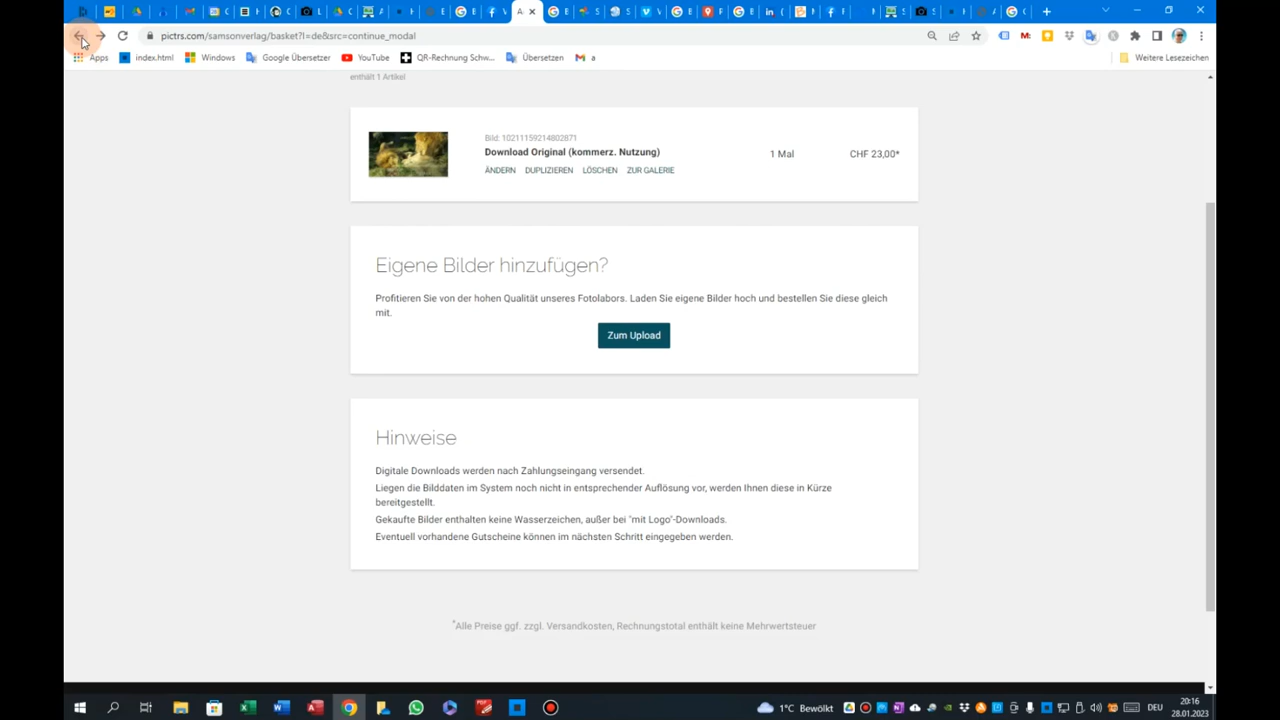 pictrs.com/samsonverlag/basket?l=de&src=continue_modal
Apps index.html Windows Google Übersetzer YouTube QR-Rechnung Schw... Übersetzen a Weitere Lesezeichen
enthält 1 Artikel
Bild: 10211159214802871
Download Original (kommerz. Nutzung) 1 Mal CHF 23,00*
ÄNDERN DUPLIZIEREN LÖSCHEN ZUR GALERIE
Eigene Bilder hinzufügen?
Profitieren Sie von der hohen Qualität unseres Fotolabors. Laden Sie eigene Bilder hoch und bestellen Sie diese gleich
mit.
Zum Upload
Hinweise
Digitale Downloads werden nach Zahlungseingang versendet.
Liegen die Bilddaten im System noch nicht in entsprechender Auflösung vor, werden Ihnen diese in Kürze
bereitgestellt.
Gekaufte Bilder enthalten keine Wasserzeichen, außer bei "mit Logo"-Downloads.
Eventuell vorhandene Gutscheine können im nächsten Schritt eingegeben werden.
*Alle Preise ggf. zzgl. Versandkosten, Rechnungstotal enthält keine Mehrwertsteuer
1°C Bewölkt DEU 20:16
28.01.2023